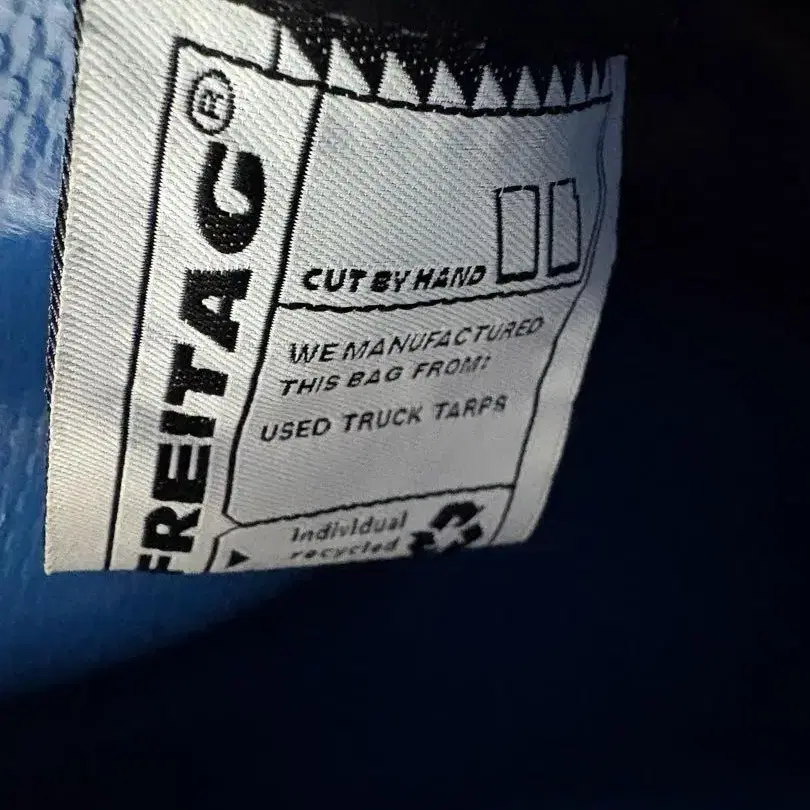 FREITAG®
CUT BY HAND
WE MANUFACTURED
THIS BAG FROM:
USED TRUCK TARPS
Individual
recycled